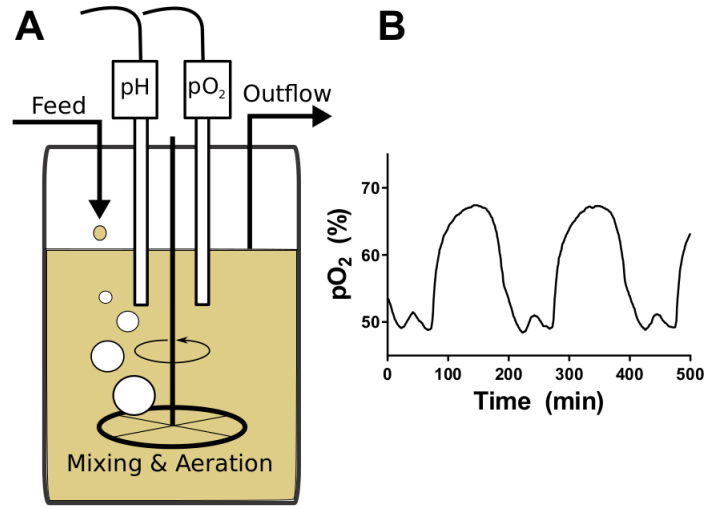 A
pH
pO2
Feed
Outflow
Mixing & Aeration
B
pO2 (%)
70
60
50
0 100 200 300 400 500
Time (min)